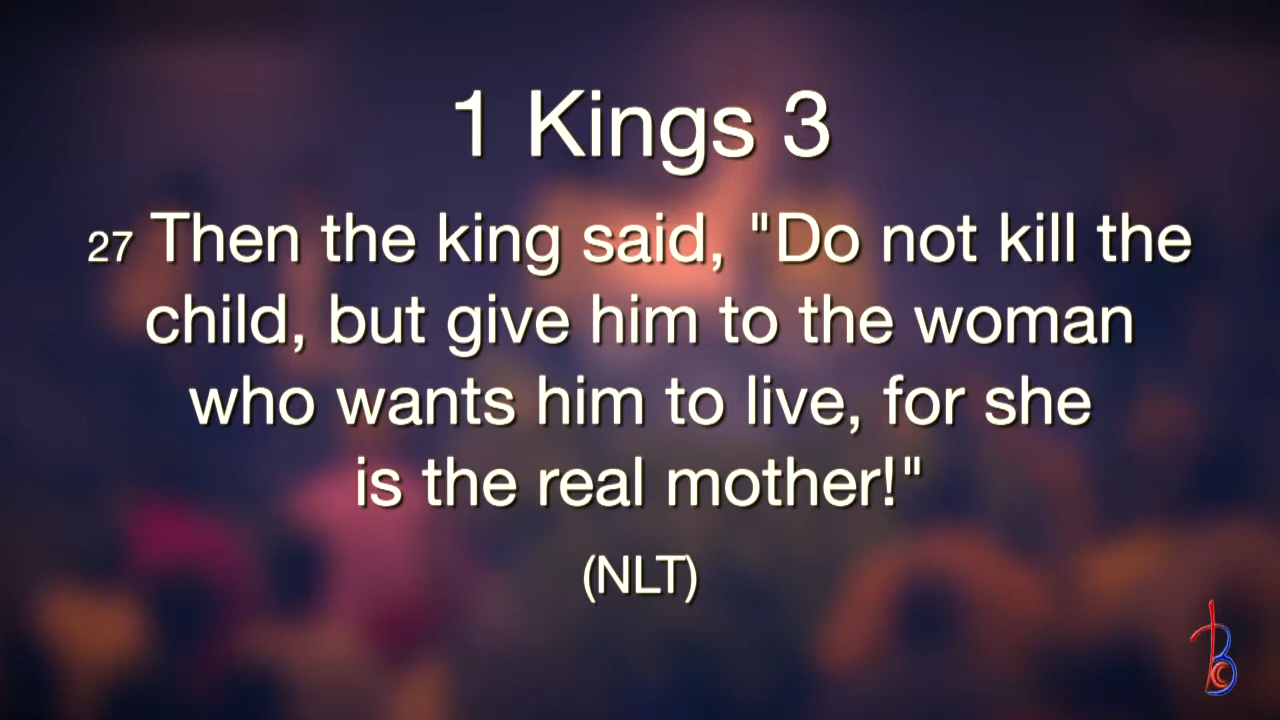 1 Kings 3
27 Then the king said, "Do not kill the
child, but give him to the woman
who wants him to live, for she
is the real mother!"
(NLT)